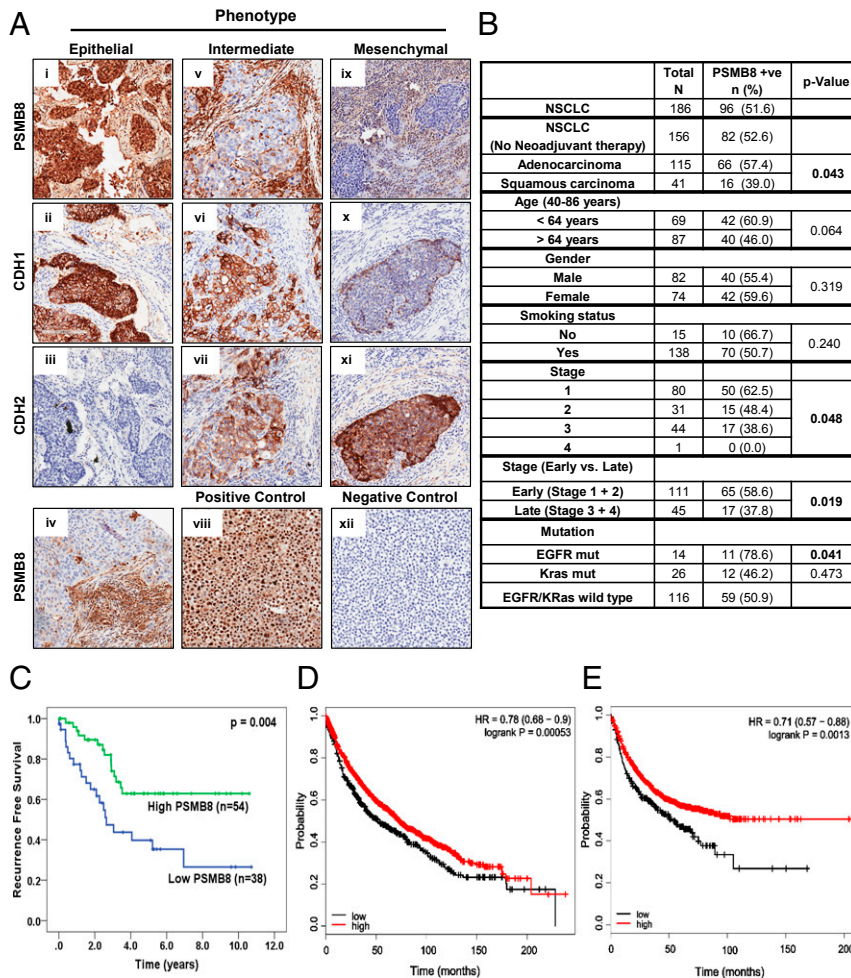 A
Phenotype
Epithelial Intermediate Mesenchymal
PSMB8
i v ix
CDH1
ii vi x
CDH2
iii vii xi
Positive Control Negative Control
PSMB8
iv viii xii
B
Total N PSMB8 +ve n (%) p-Value
NSCLC 186 96 (51.6)
NSCLC (No Neoadjuvant therapy) 156 82 (52.6)
Adenocarcinoma 115 66 (57.4) 0.043
Squamous carcinoma 41 16 (39.0)
Age (40-86 years)
< 64 years 69 42 (60.9) 0.064
> 64 years 87 40 (46.0)
Gender
Male 82 40 (55.4) 0.319
Female 74 42 (59.6)
Smoking status
No 15 10 (66.7) 0.240
Yes 138 70 (50.7)
Stage
1 80 50 (62.5) 0.048
2 31 15 (48.4)
3 44 17 (38.6)
4 1 0 (0.0)
Stage (Early vs. Late)
Early (Stage 1 + 2) 111 65 (58.6) 0.019
Late (Stage 3 + 4) 45 17 (37.8)
Mutation
EGFR mut 14 11 (78.6) 0.041
Kras mut 26 12 (46.2) 0.473
EGFR/KRas wild type 116 59 (50.9)
C
p = 0.004
Recurrence Free Survival
1.0
0.8
0.6
0.4
0.2
0.0
High PSMB8 (n=54)
Low PSMB8 (n=38)
.0 2.0 4.0 6.0 8.0 10.0 12.0
Time (years)
D
HR = 0.78 (0.68 − 0.9)
logrank P = 0.00053
Probability
1.0
0.8
0.6
0.4
0.2
0.0
low
high
0 50 100 150 200
Time (months)
E
HR = 0.71 (0.57 − 0.88)
logrank P = 0.0013
Probability
1.0
0.8
0.6
0.4
0.2
0.0
low
high
0 50 100 150 200
Time (months)